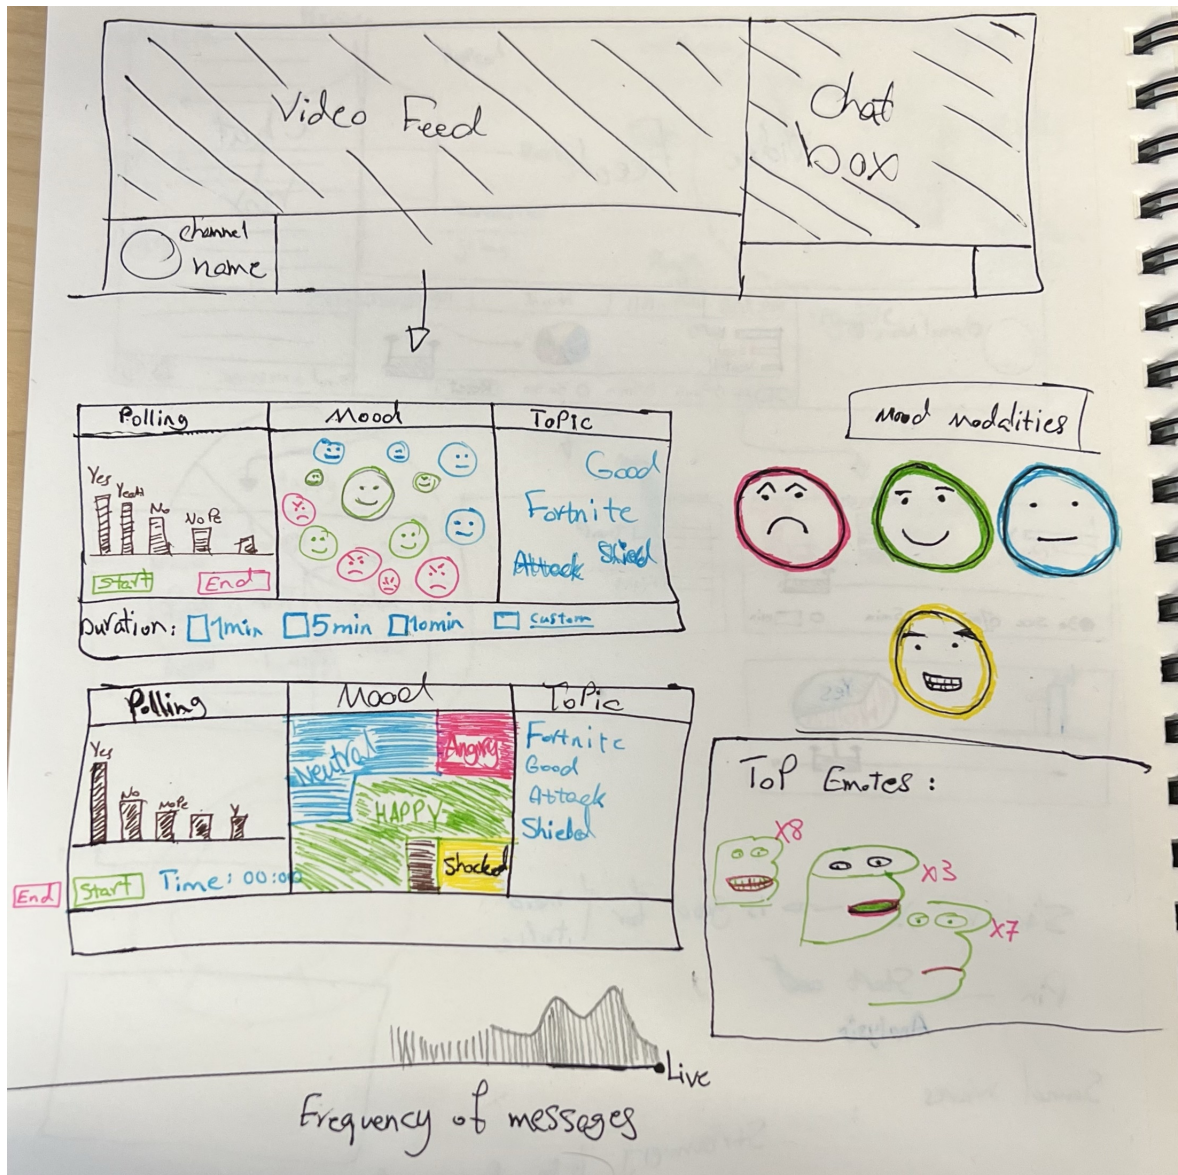 Video Feed
Chat
box
Channel
name
Polling
Mood
Topic
Yes
Yeah
No
Nope
Start
End
Good
Fortnite
Attack
Shield
Duration:
1min
5min
10min
custom
Mood Modalities
Polling
Mood
Topic
Yes
No
Nope
Y
End
Start
Time: 00:00
Neutral
Angry
HAPPY
Shocked
Fortnite
Good
Attack
Shield
Top Emotes:
x8
x3
x7
Live
Frequency of messages